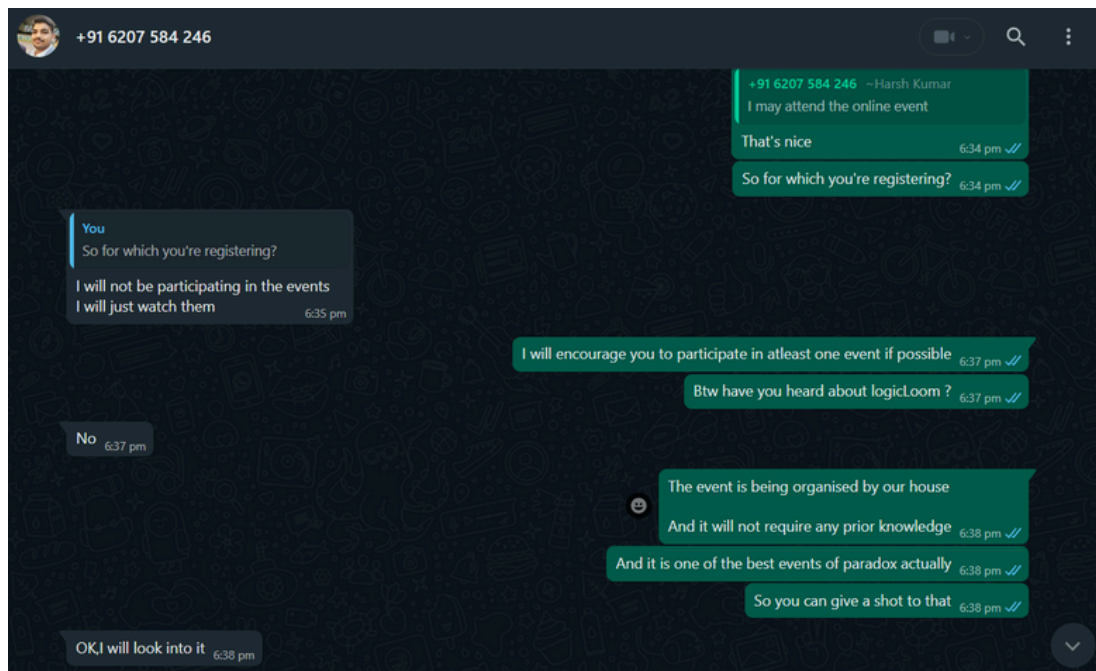 +91 6207 584 246
+91 6207 584 246 ~Harsh Kumar
I may attend the online event
That's nice
6:34 pm
So for which you're registering? 6:34 pm
You
So for which you're registering?
I will not be participating in the events
I will just watch them
6:35 pm
I will encourage you to participate in atleast one event if possible 6:37 pm
Btw have you heard about logicLoom ? 6:37 pm
No 6:37 pm
The event is being organised by our house
And it will not require any prior knowledge 6:38 pm
And it is one of the best events of paradox actually 6:38 pm
So you can give a shot to that 6:38 pm
OK,I will look into it 6:38 pm